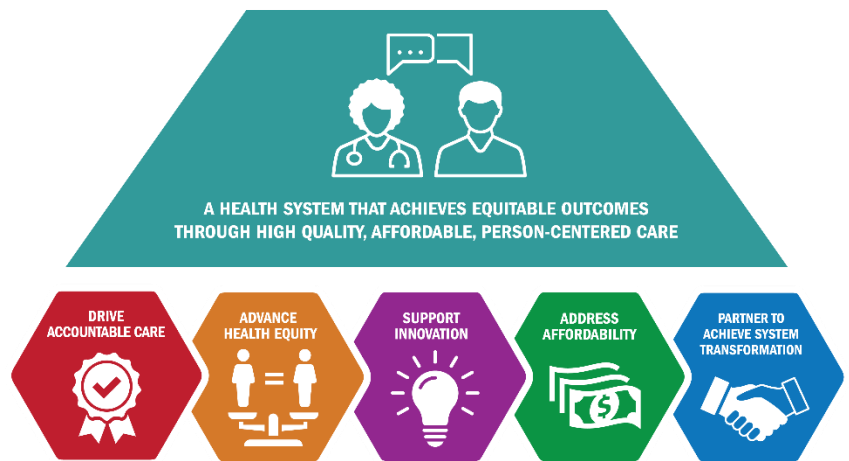 A HEALTH SYSTEM THAT ACHIEVES EQUITABLE OUTCOMES
THROUGH HIGH QUALITY, AFFORDABLE, PERSON-CENTERED CARE
DRIVE
ACCOUNTABLE CARE
ADVANCE
HEALTH EQUITY
SUPPORT
INNOVATION
ADDRESS
AFFORDABILITY
PARTNER TO
ACHIEVE SYSTEM
TRANSFORMATION